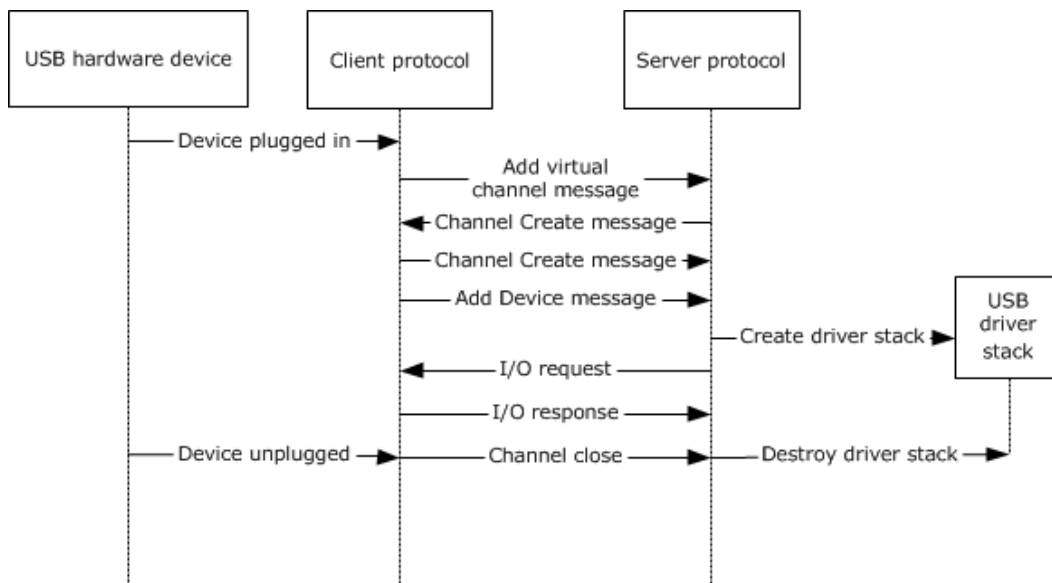 USB hardware device
Client protocol
Server protocol
Device plugged in
Add virtual
channel message
Channel Create message
Channel Create message
Add Device message
USB
driver
stack
Create driver stack
I/O request
I/O response
Device unplugged
Channel close
Destroy driver stack